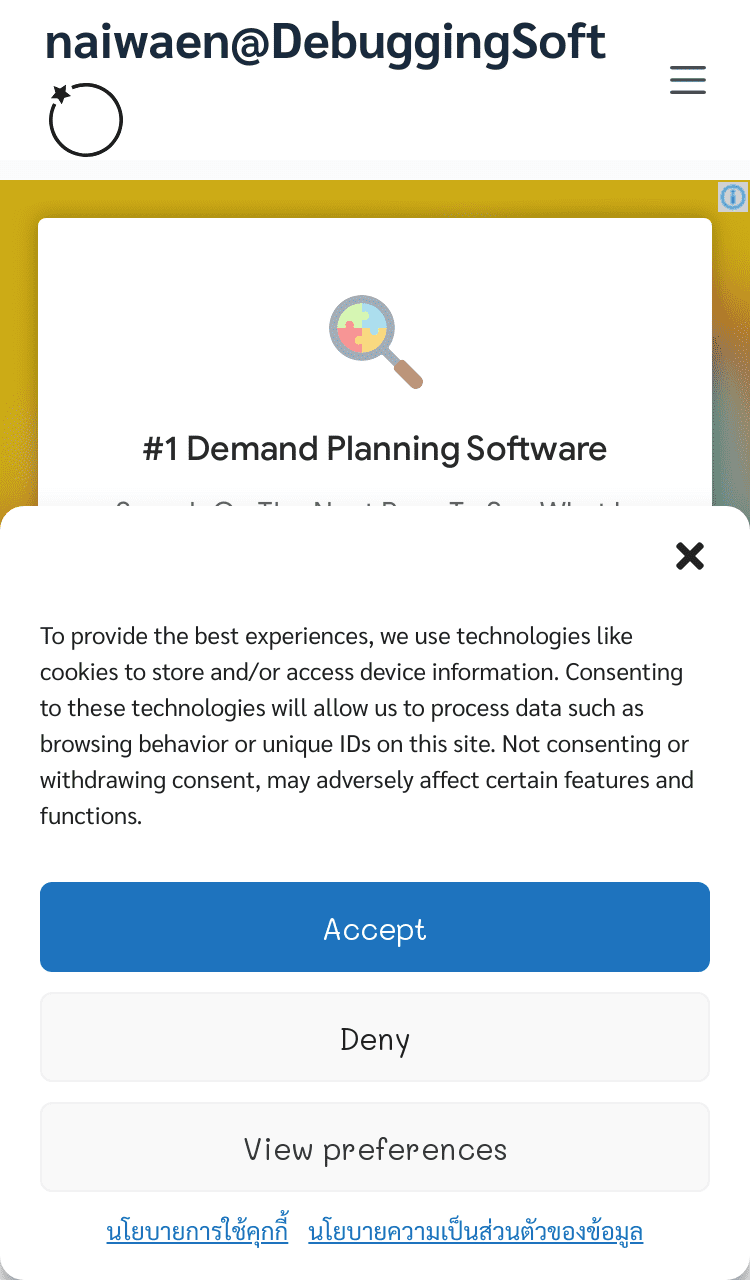 naiwaen@DebuggingSoft
#1 Demand Planning Software
To provide the best experiences, we use technologies like
cookies to store and/or access device information. Consenting
to these technologies will allow us to process data such as
browsing behavior or unique IDs on this site. Not consenting or
withdrawing consent, may adversely affect certain features and
functions.
Accept
Deny
View preferences
นโยบายการใช้คุกกี้ นโยบายความเป็นส่วนตัวของข้อมูล